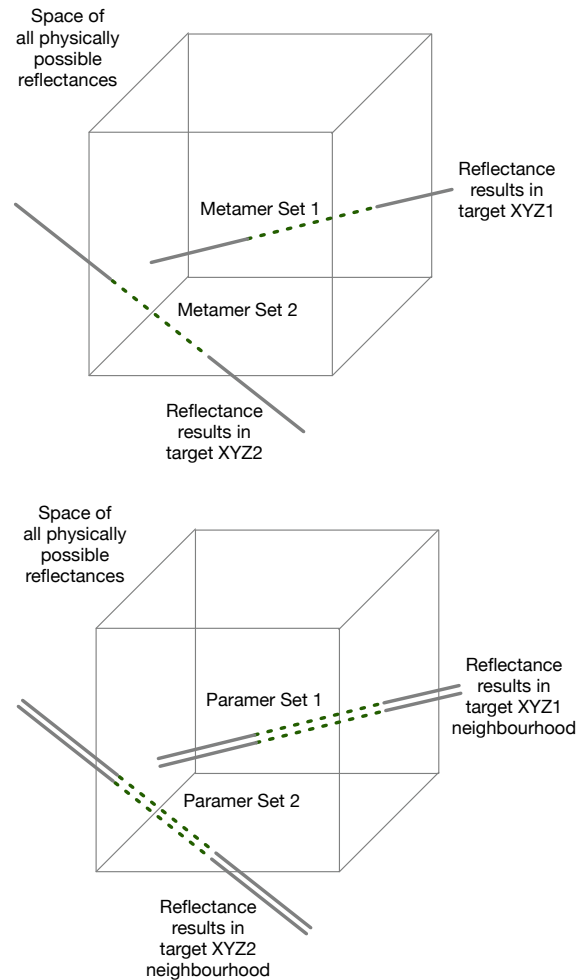 Space of
all physically
possible
reflectances
Metamer Set 1
Reflectance
results in
target XYZ1
Metamer Set 2
Reflectance
results in
target XYZ2
Space of
all physically
possible
reflectances
Paramer Set 1
Reflectance
results in
target XYZ1
neighbourhood
Paramer Set 2
Reflectance
results in
target XYZ2
neighbourhood